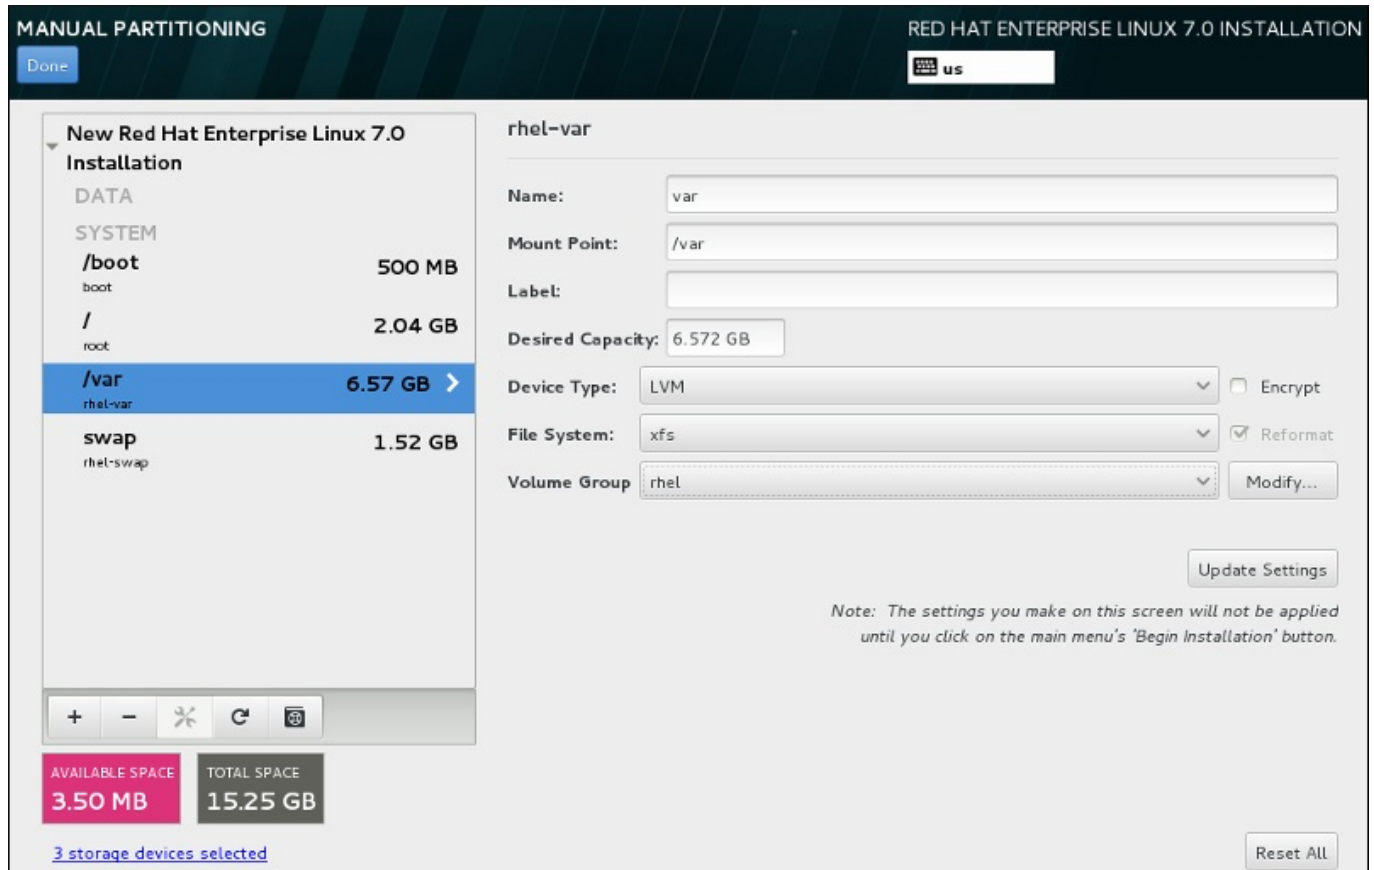 MANUAL PARTITIONING
RED HAT ENTERPRISE LINUX 7.0 INSTALLATION
Done
us
New Red Hat Enterprise Linux 7.0
Installation
DATA
SYSTEM
/boot
500 MB
boot
/
2.04 GB
root
/var
6.57 GB
rhel-var
swap
1.52 GB
rhel-swap
AVAILABLE SPACE
3.50 MB
TOTAL SPACE
15.25 GB
3 storage devices selected
rhel-var
Name: var
Mount Point: /var
Label:
Desired Capacity: 6.572 GB
Device Type: LVM Encrypt
File System: xfs Reformat
Volume Group rhel Modify...
Update Settings
Note: The settings you make on this screen will not be applied
until you click on the main menu's 'Begin Installation' button.
Reset All